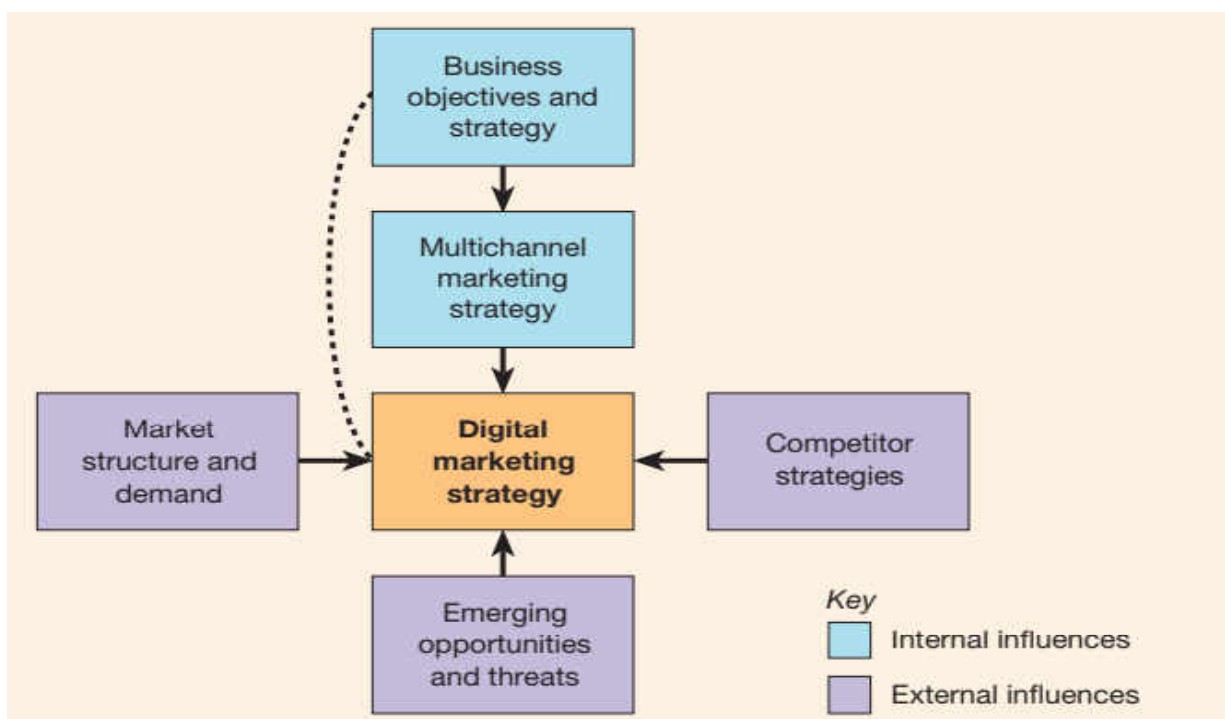 Business
objectives and
strategy
Multichannel
marketing
strategy
Market
structure and
demand
Digital
marketing
strategy
Competitor
strategies
Emerging
opportunities
and threats
Key
Internal influences
External influences